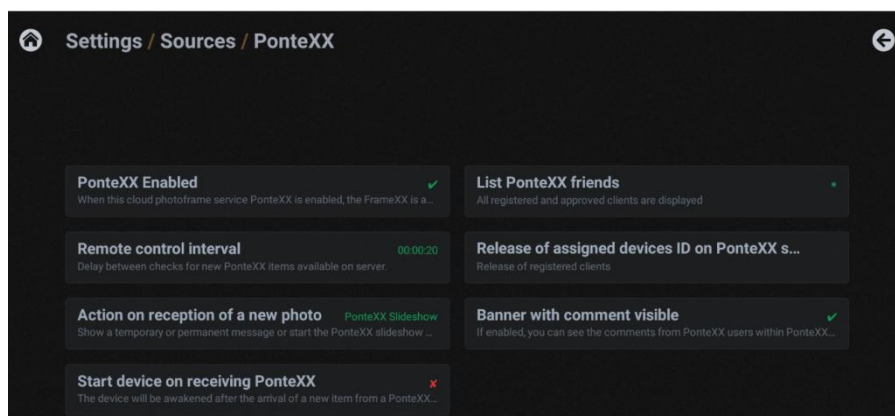 Settings / Sources / PonteXX
PonteXX Enabled ✔
When this cloud photoframe service PonteXX is enabled, the FrameXX is a...
List PonteXX friends *
All registered and approved clients are displayed
Remote control interval 00:00:20
Delay between checks for new PonteXX items available on server.
Release of assigned devices ID on PonteXX s...
Release of registered clients
Action on reception of a new photo PonteXX Slideshow
Show a temporary or permanent message or start the PonteXX slideshow ...
Banner with comment visible ✔
If enabled, you can see the comments from PonteXX users within PonteXX...
Start device on receiving PonteXX ✘
The device will be awakened after the arrival of a new item from a PonteXX...